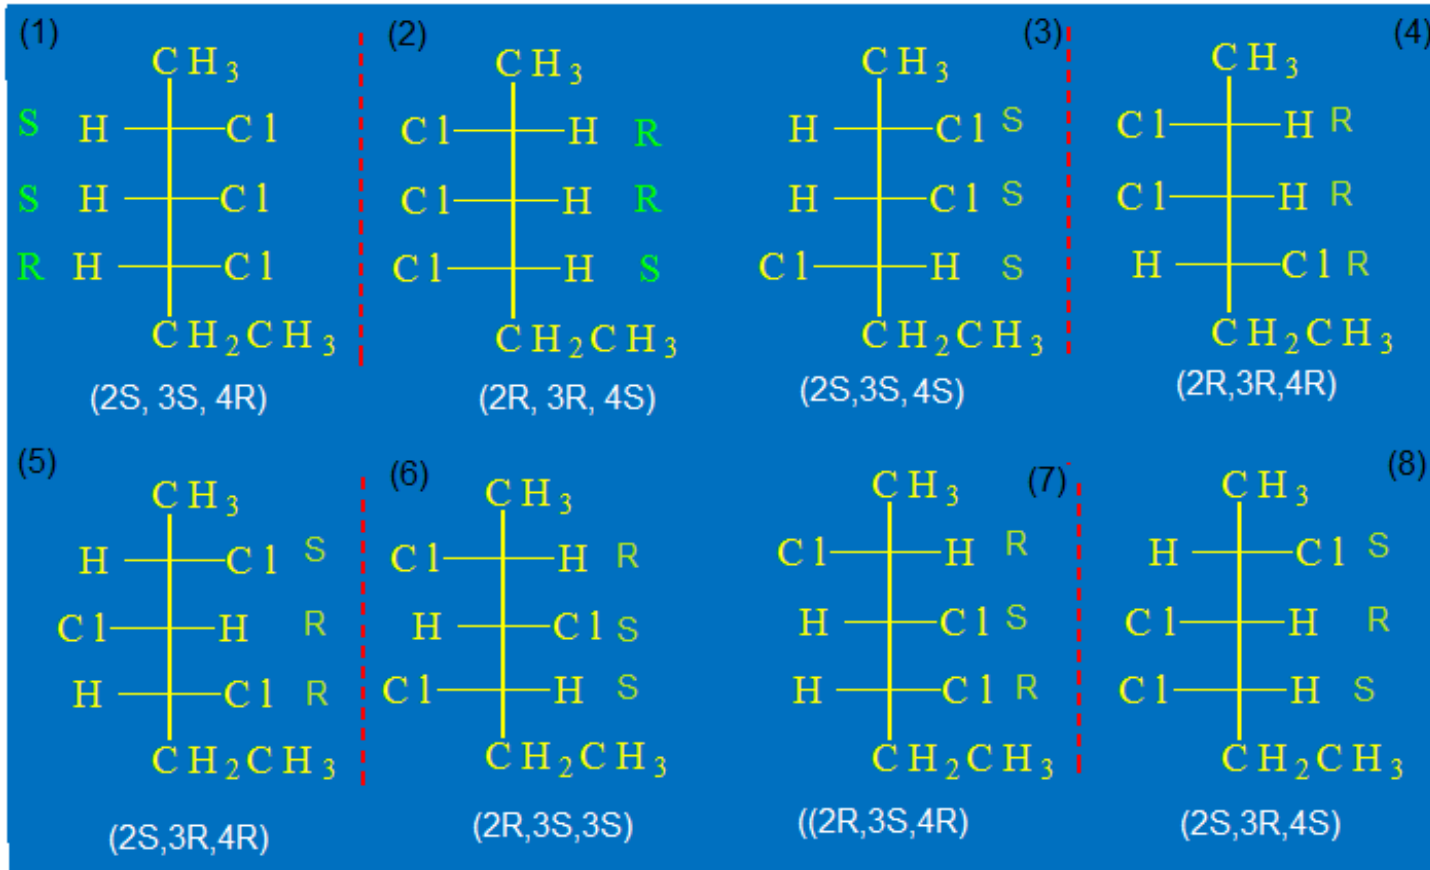 (1) (2) (3) (4)
CH3 CH3 CH3 CH3
S H Cl Cl H R H Cl S Cl H R
S H Cl Cl H R H Cl S Cl H R
R H Cl Cl H S Cl H S H Cl R
CH2CH3 CH2CH3 CH2CH3 CH2CH3
(2S, 3S, 4R) (2R, 3R, 4S) (2S,3S,4S) (2R,3R,4R)
(5) (6) (7) (8)
CH3 CH3 CH3 CH3
H Cl S Cl H R Cl H R H Cl S
Cl H R H Cl S H Cl S Cl H R
H Cl R Cl H S H Cl R Cl H S
CH2CH3 CH2CH3 CH2CH3 CH2CH3
(2S,3R,4R) (2R,3S,3S) ((2R,3S,4R) (2S,3R,4S)